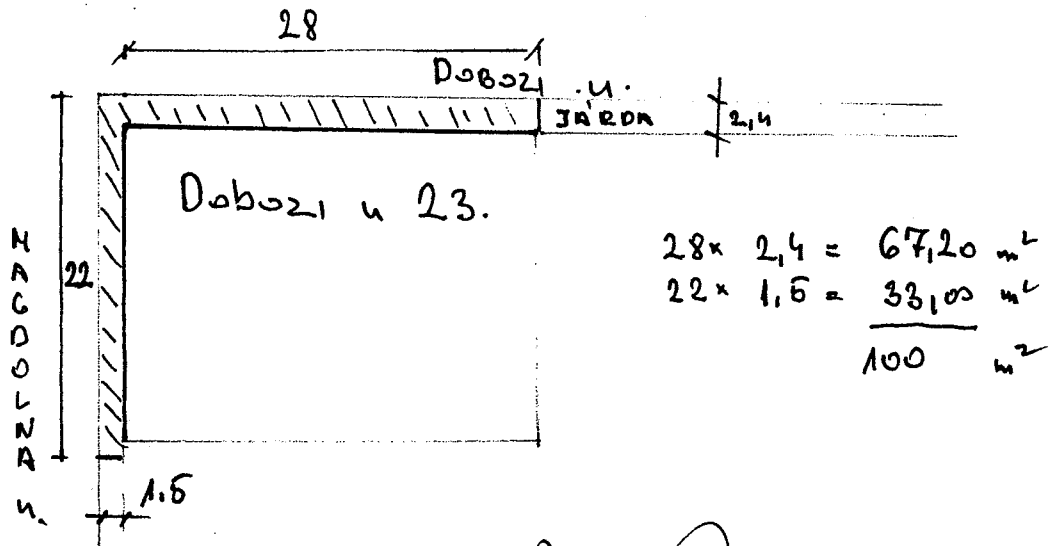 28
DOBOZI u.
JÁRDA
2,4
Dobozi u 23.
MAGDOLNA u.
22
28 x 2,4 = 67,20 m²
22 x 1,5 = 33,00 m²
100 m²
1.5